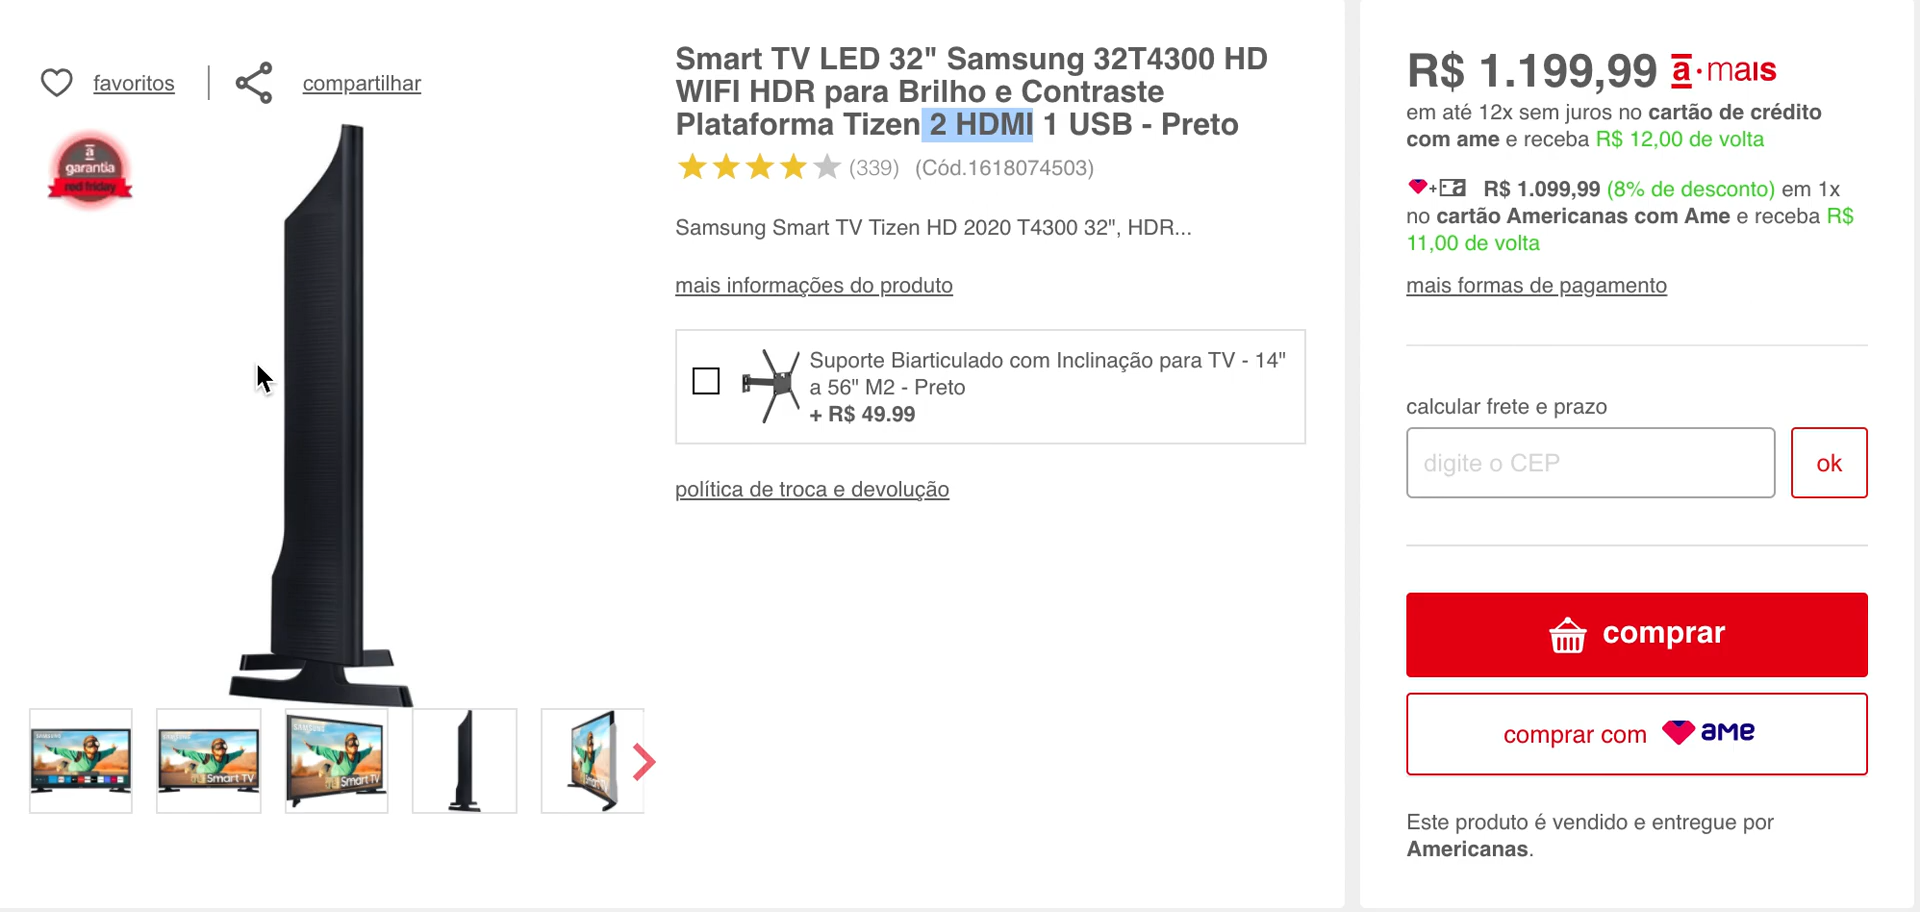 favoritos
compartilhar
a
garantia
red friday
Smart TV LED 32" Samsung 32T4300 HD
WIFI HDR para Brilho e Contraste
Plataforma Tizen 2 HDMI 1 USB - Preto
(339) (Cód.1618074503)
Samsung Smart TV Tizen HD 2020 T4300 32", HDR...
mais informações do produto
Suporte Biarticulado com Inclinação para TV - 14"
a 56" M2 - Preto
+ R$ 49.99
política de troca e devolução
SAMSUNG
Smart TV
SAMSUNG
Smart TV
R$ 1.199,99 a·mais
em até 12x sem juros no cartão de crédito
com ame e receba R$ 12,00 de volta
+ a R$ 1.099,99 (8% de desconto) em 1x
no cartão Americanas com Ame e receba R$
11,00 de volta
mais formas de pagamento
calcular frete e prazo
digite o CEP
ok
comprar
comprar com ame
Este produto é vendido e entregue por
Americanas.